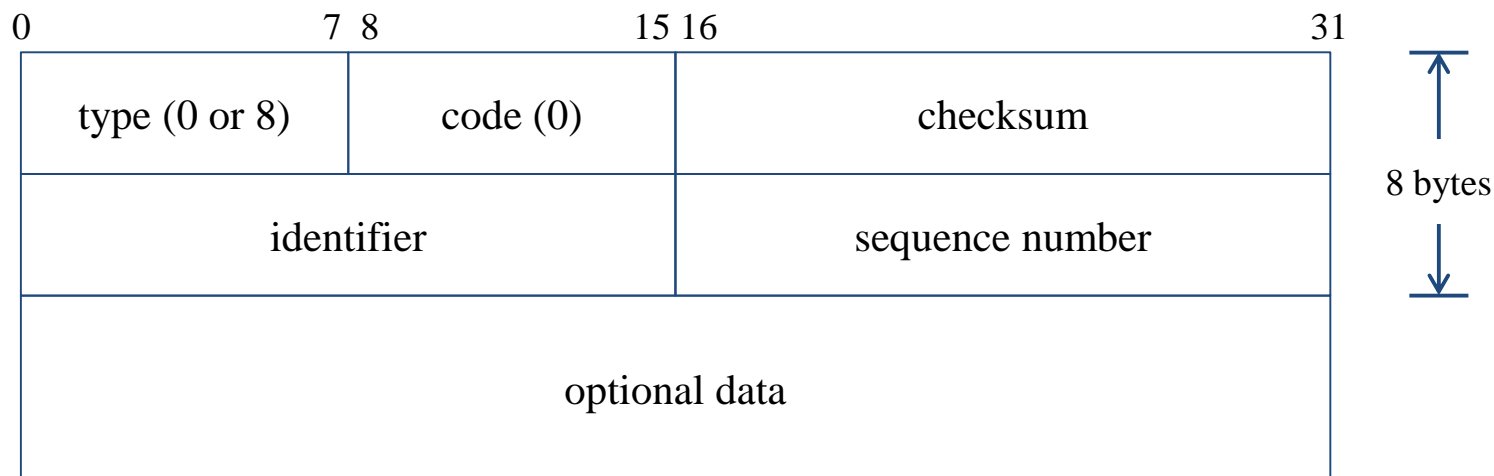 0 7 8 15 16 31
type (0 or 8) code (0) checksum
8 bytes
identifier sequence number
optional data